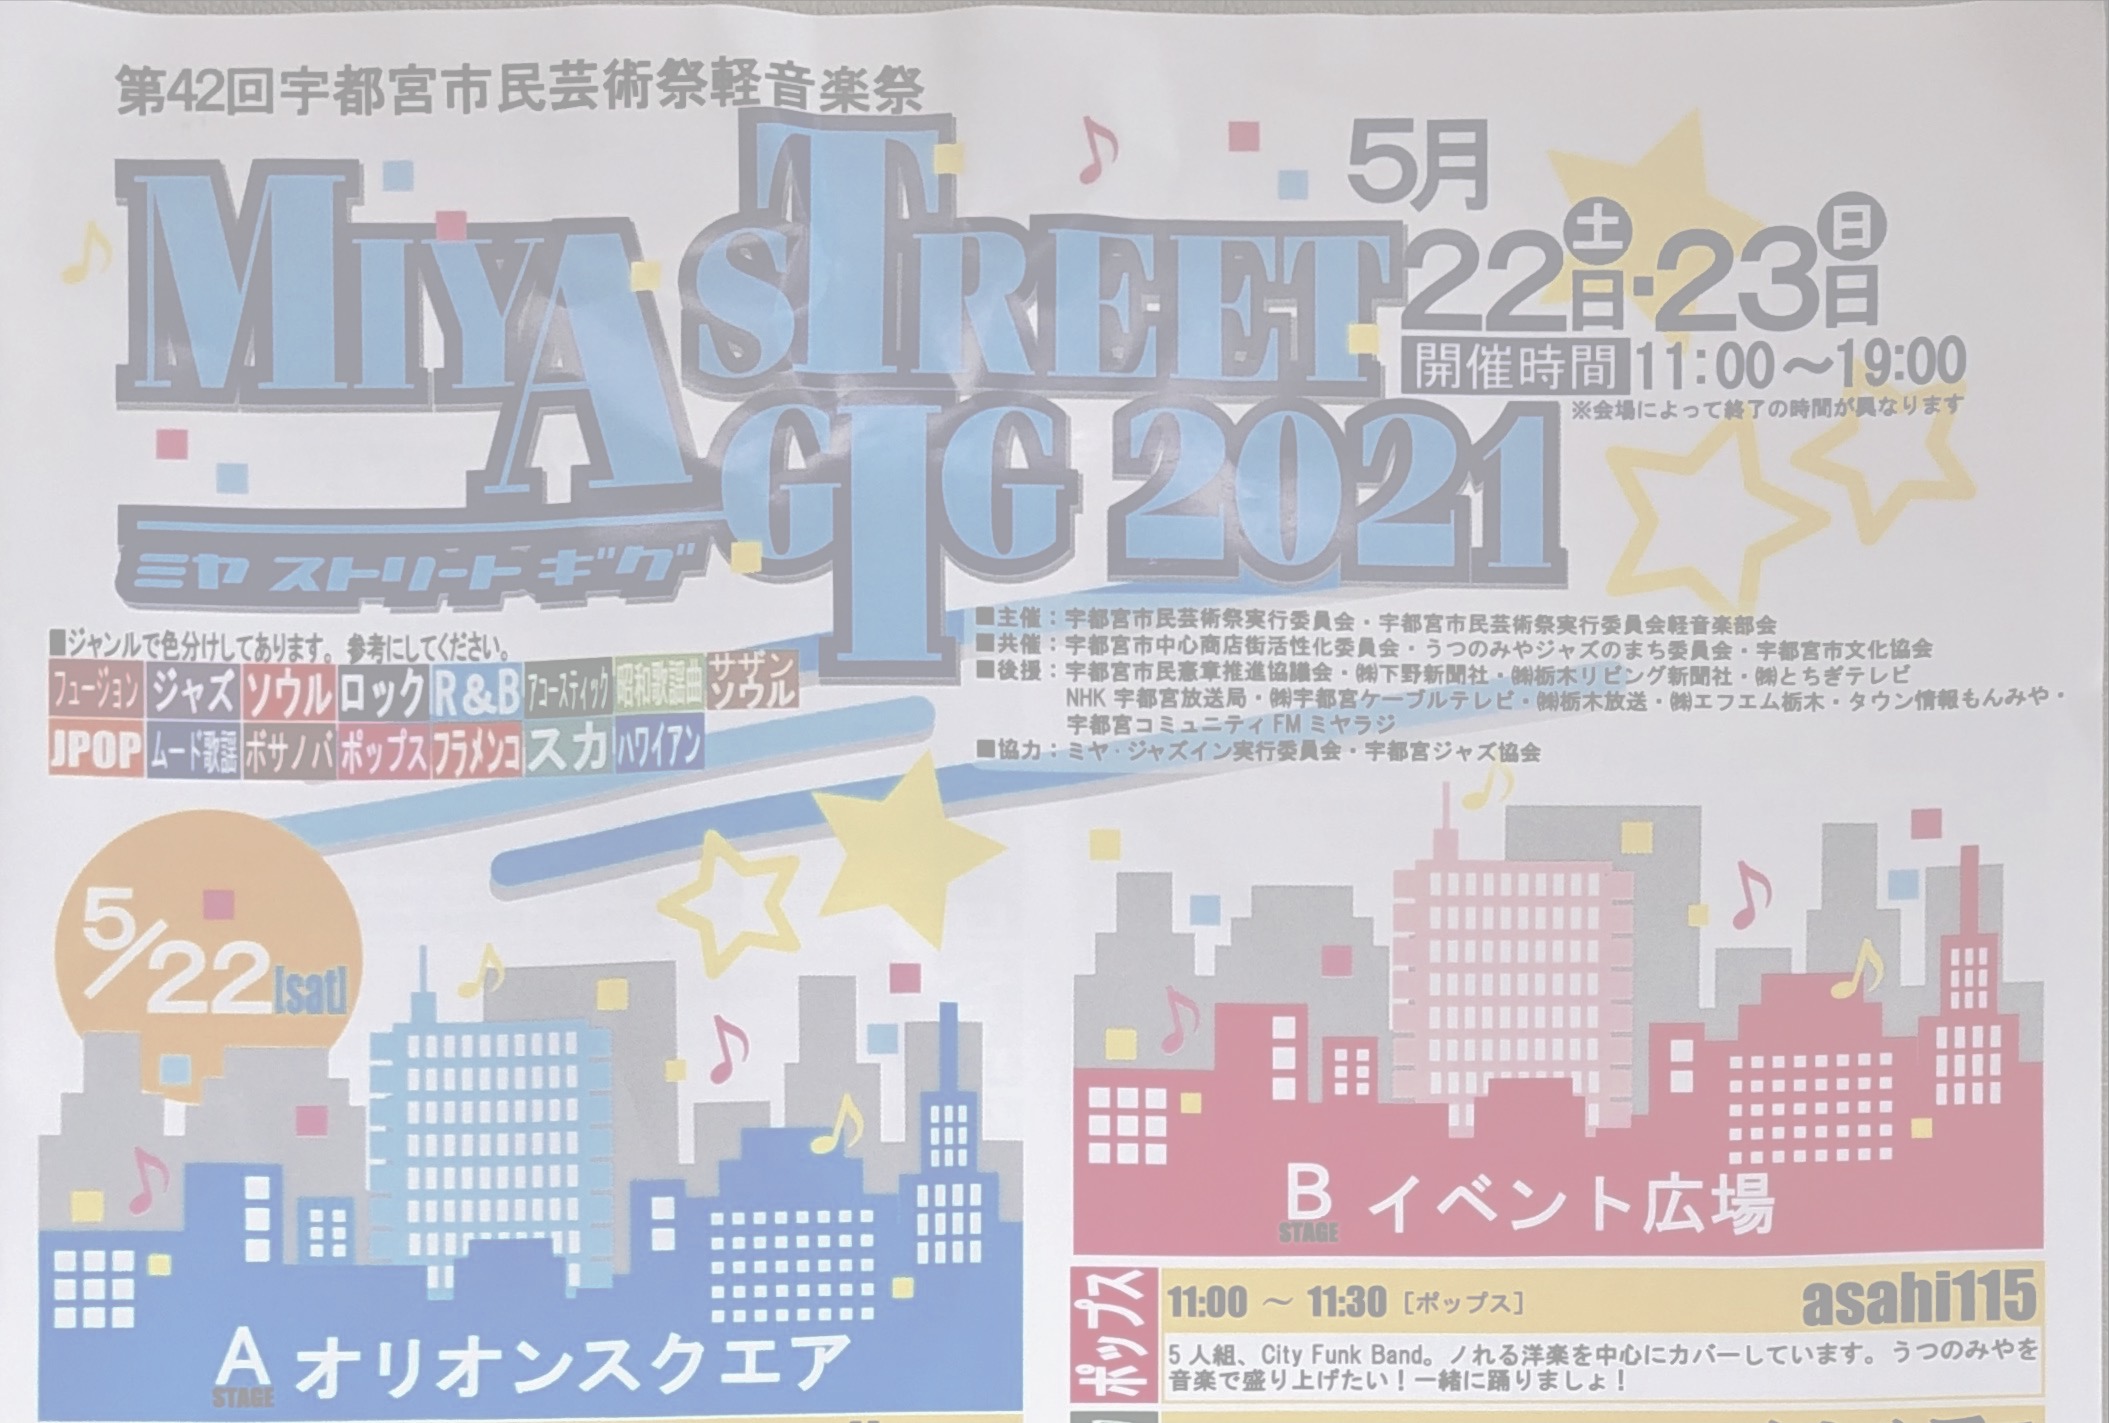 第42回宇都宮市民芸術祭軽音楽祭
MIYA STREET GIG 2021
ミヤ ストリート ギグ
5月
22日(土)・23日(日)
開催時間 11:00〜19:00
※会場によって終了の時間が異なります
■主催：宇都宮市民芸術祭実行委員会・宇都宮市民芸術祭実行委員会軽音楽部会
■共催：宇都宮市中心商店街活性化委員会・うつのみやジャズのまち委員会・宇都宮市文化協会
■後援：宇都宮市民憲章推進協議会・㈱下野新聞社・㈱栃木リビング新聞社・㈱とちぎテレビ
NHK 宇都宮放送局・㈱宇都宮ケーブルテレビ・㈱栃木放送・㈱エフエム栃木・タウン情報もんみや・
宇都宮コミュニティ FM ミヤラジ
■協力：ミヤ・ジャズイン実行委員会・宇都宮ジャズ協会
■ジャンルで色分けしてあります。参考にしてください。
フュージョン ジャズ ソウル ロック R&B アコースティック 昭和歌謡曲 サザンソウル
JPOP ムード歌謡 ボサノバ ポップス フラメンコ スカ ハワイアン
5/22[sat]
A STAGE オリオンスクエア
B STAGE イベント広場
ポップス
11:00 〜 11:30 [ポップス] asahi115
5人組、City Funk Band。ノれる洋楽を中心にカバーしています。うつのみやを
音楽で盛り上げたい！一緒に踊りましょ！